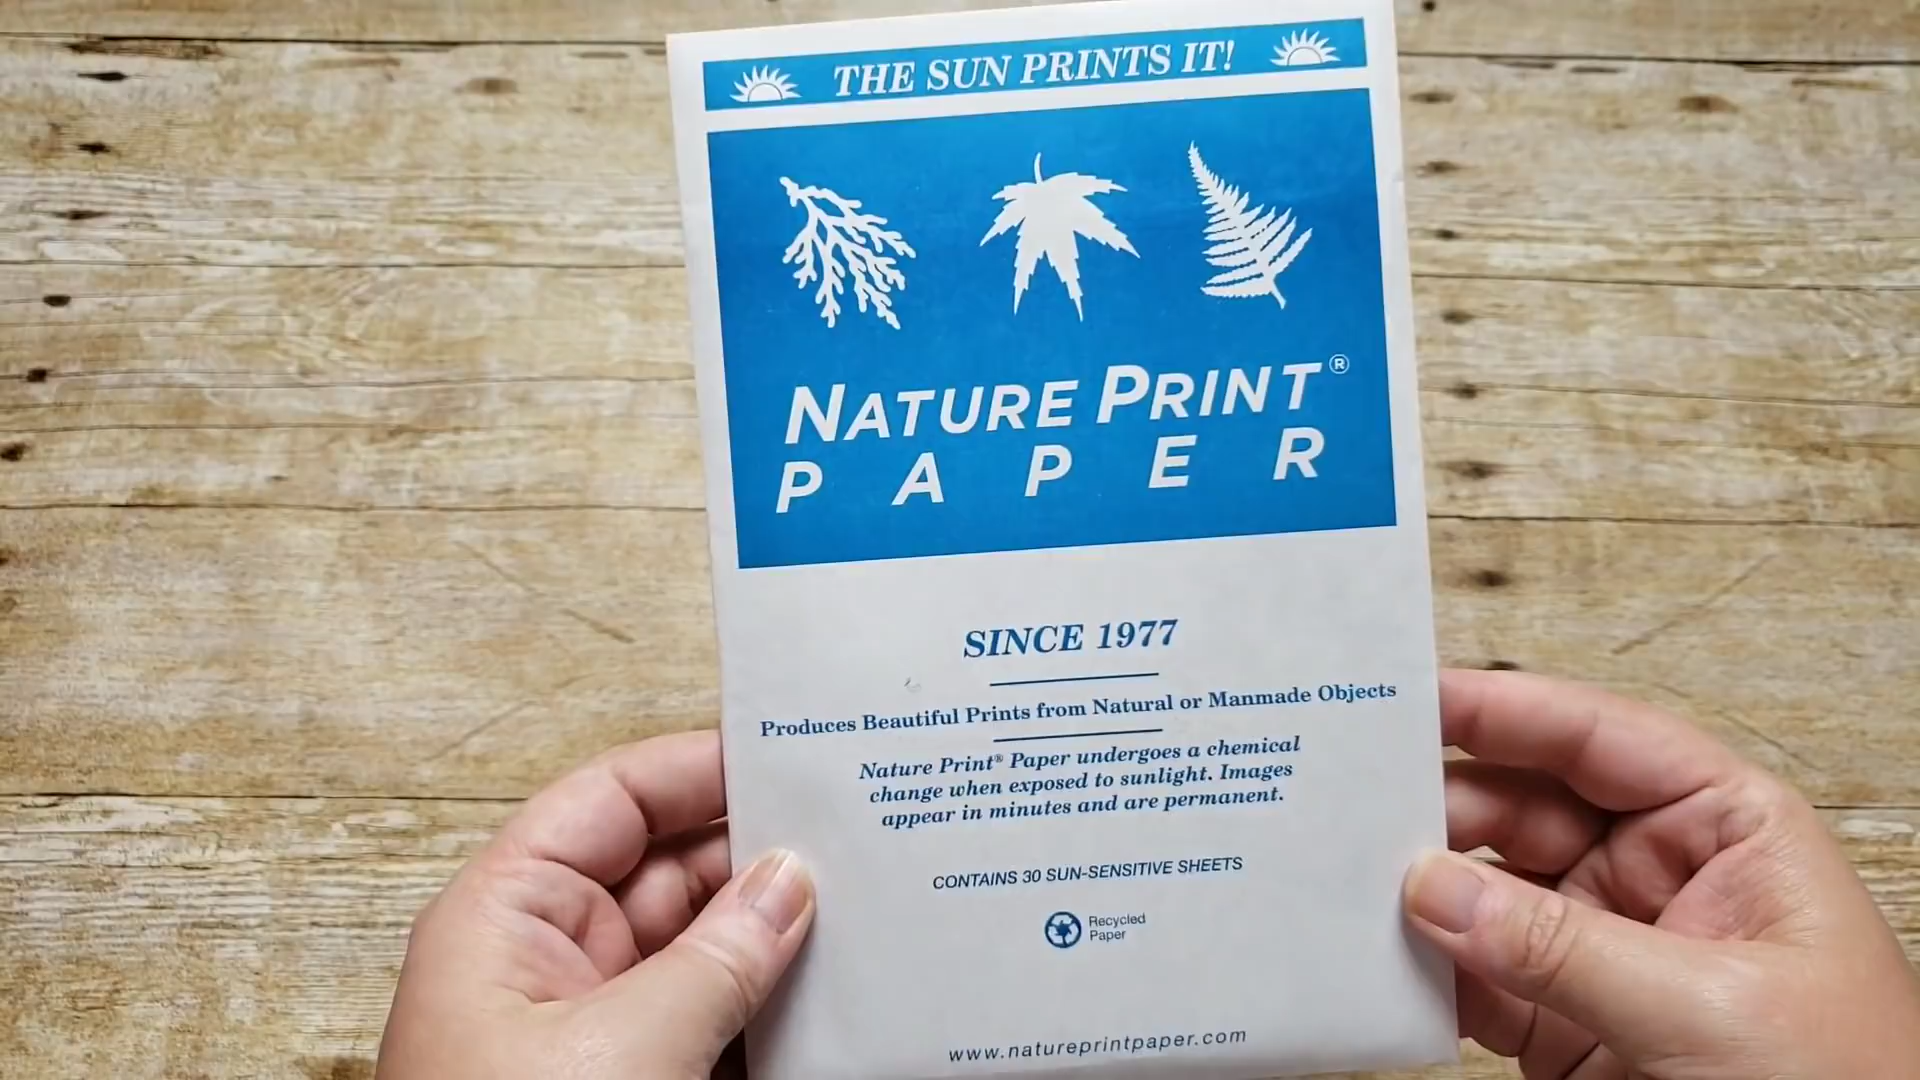 THE SUN PRINTS IT!
NATURE PRINT®
PAPER
SINCE 1977
Produces Beautiful Prints from Natural or Manmade Objects
Nature Print® Paper undergoes a chemical
change when exposed to sunlight. Images
appear in minutes and are permanent.
CONTAINS 30 SUN-SENSITIVE SHEETS
Recycled
Paper
www.natureprintpaper.com